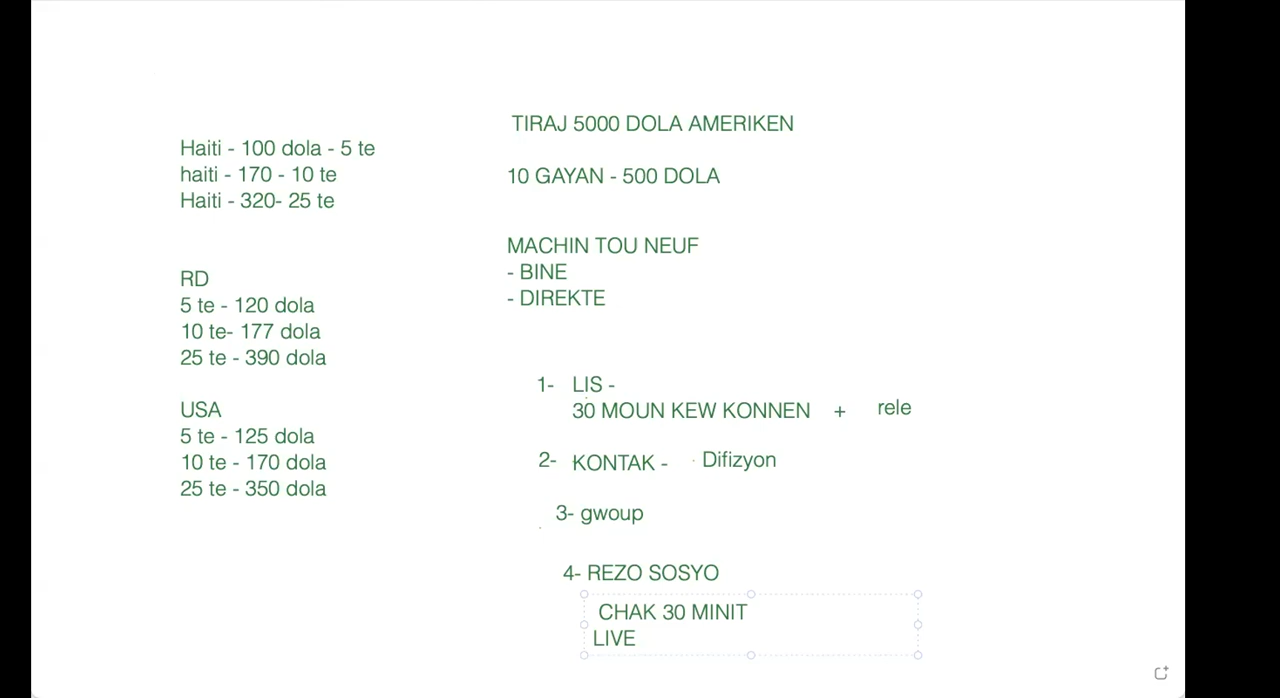 Haiti - 100 dola - 5 te
haiti - 170 - 10 te
Haiti - 320- 25 te
RD
5 te - 120 dola
10 te- 177 dola
25 te - 390 dola
USA
5 te - 125 dola
10 te - 170 dola
25 te - 350 dola
TIRAJ 5000 DOLA AMERIKEN
10 GAYAN - 500 DOLA
MACHIN TOU NEUF
- BINE
- DIREKTE
1- LIS -
30 MOUN KEW KONNEN + rele
2- KONTAK - Difizyon
3- gwoup
4- REZO SOSYO
CHAK 30 MINIT
LIVE